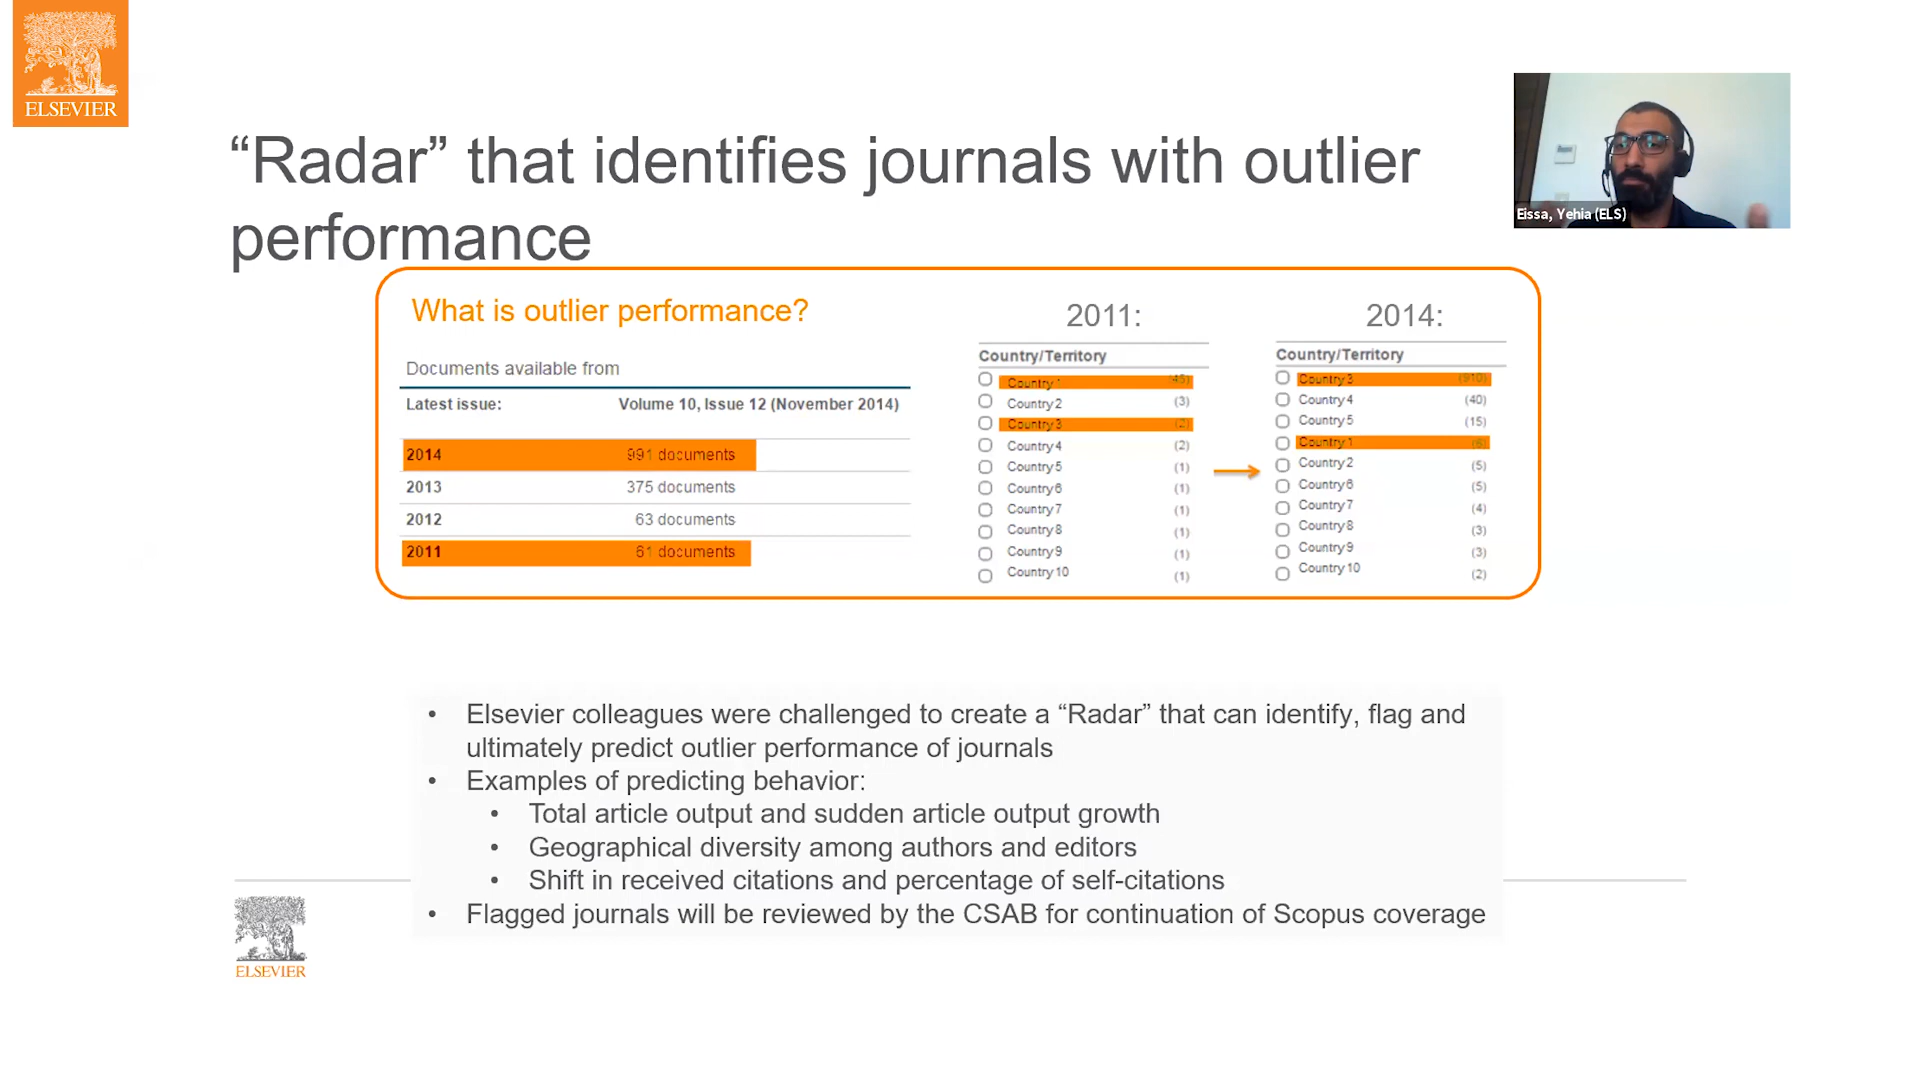 ELSEVIER
“Radar” that identifies journals with outlier
performance
Eissa, Yehia (ELS)
What is outlier performance?
Documents available from
Latest issue: Volume 10, Issue 12 (November 2014)
2014 991 documents
2013 375 documents
2012 63 documents
2011 61 documents
2011:
Country/Territory
Country 1 (45)
Country 2 (3)
Country 3 (2)
Country 4 (2)
Country 5 (1)
Country 6 (1)
Country 7 (1)
Country 8 (1)
Country 9 (1)
Country 10 (1)
2014:
Country/Territory
Country 3 (910)
Country 4 (40)
Country 5 (15)
Country 1 (6)
Country 2 (5)
Country 6 (5)
Country 7 (4)
Country 8 (3)
Country 9 (3)
Country 10 (2)
• Elsevier colleagues were challenged to create a “Radar” that can identify, flag and
ultimately predict outlier performance of journals
• Examples of predicting behavior:
• Total article output and sudden article output growth
• Geographical diversity among authors and editors
• Shift in received citations and percentage of self-citations
• Flagged journals will be reviewed by the CSAB for continuation of Scopus coverage
ELSEVIER